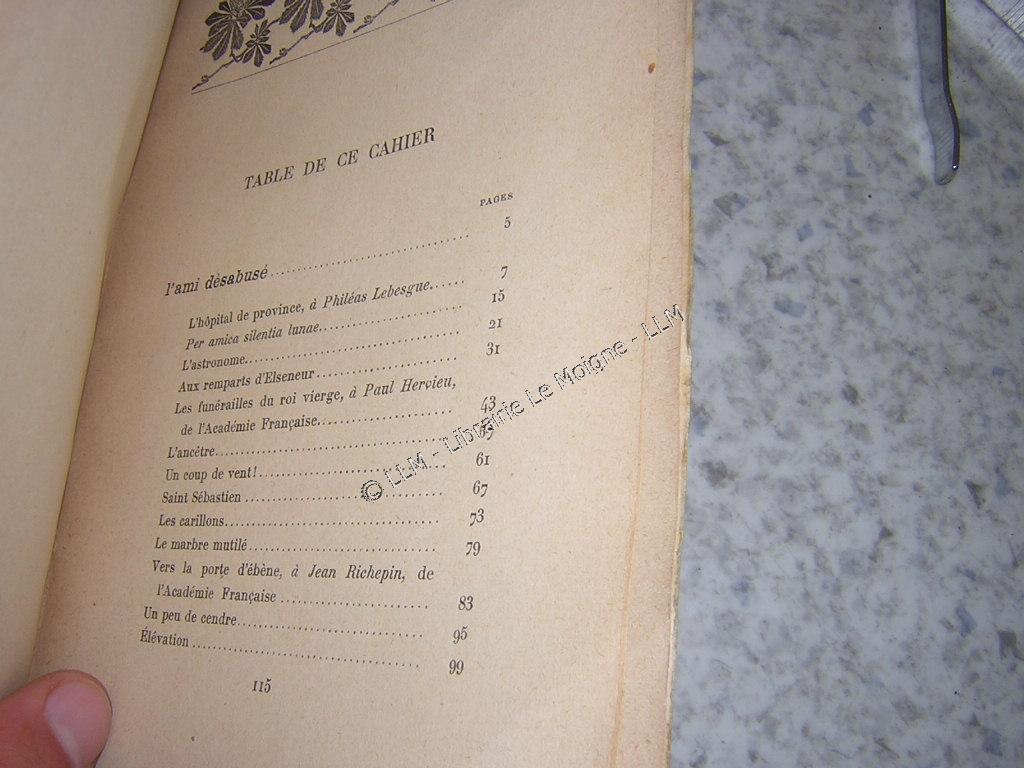 TABLE DE CE CAHIER
PAGES
l'ami désabusé........................ 5
L'hôpital de province, à Philéas Lebesgue...... 7
Per amica silentia lunae........................ 15
L'astronome........................ 21
Aux remparts d'Elseneur........................ 31
Les funérailles du roi vierge, à Paul Hervieu,
de l'Académie Française........................ 43
L'ancêtre........................
Un coup de vent!........................ 61
Saint Sébastien........................ 67
Les carillons........................ 73
Le marbre mutilé........................ 79
Vers la porte d'ébène, à Jean Richepin, de
l'Académie Française........................ 83
Un peu de cendre........................ 95
Élévation........................ 99
115
© LLM - Librairie Le Moigne - LLM